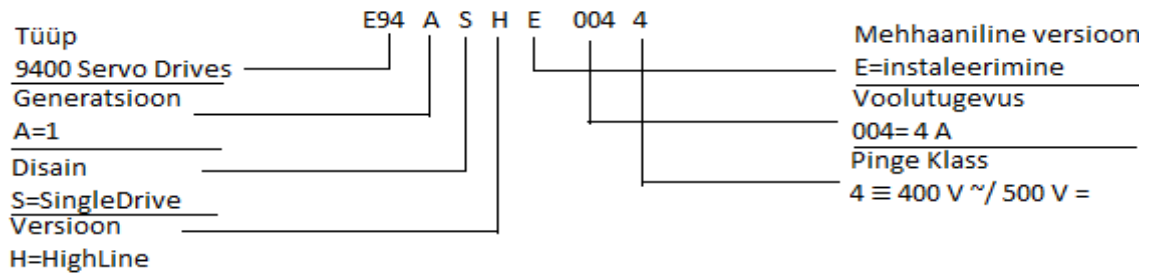 E94 A S H E 004 4
Tüüp
9400 Servo Drives
Generatsioon
A=1
Disain
S=SingleDrive
Versioon
H=HighLine
Mehhaaniline versioon
E=instaleerimine
Voolutugevus
004= 4 A
Pinge Klass
4 ≡ 400 V ~/ 500 V =